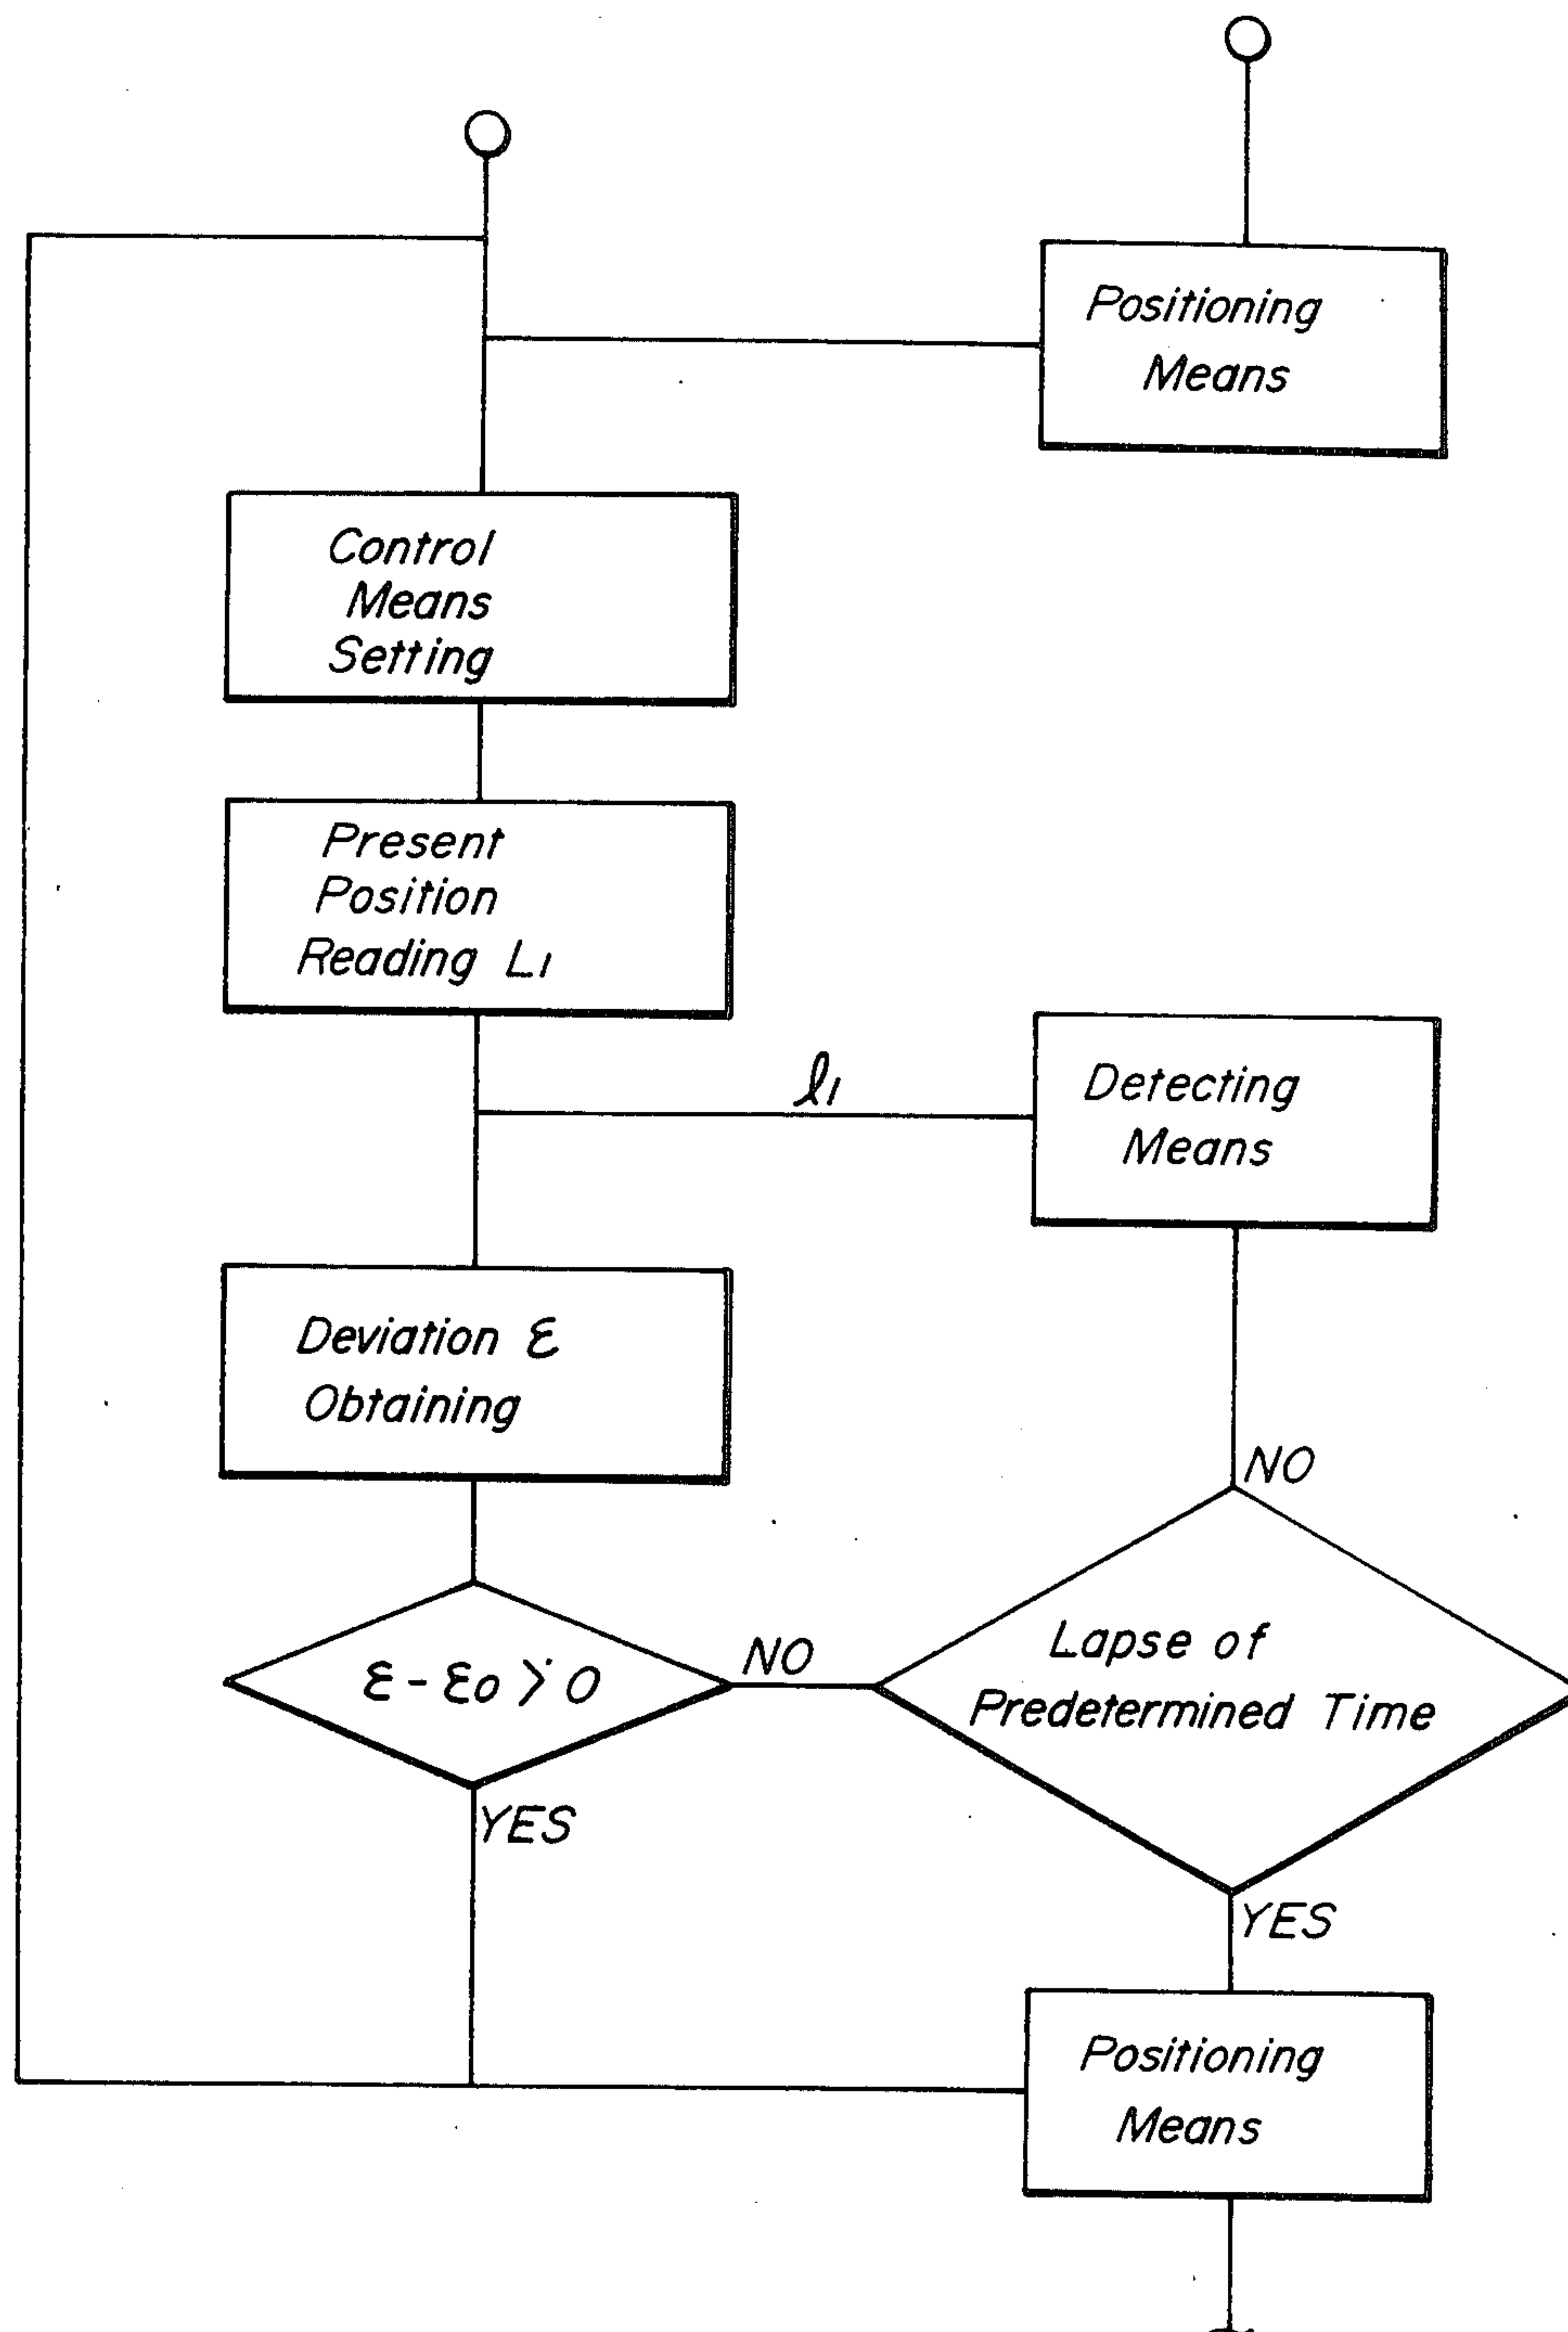 Positioning
Means
Control
Means
Setting
Present
Position
Reading L1
l1
Detecting
Means
Deviation ε
Obtaining
NO
ε - ε0 > 0
NO
Lapse of
Predetermined Time
YES
YES
Positioning
Means